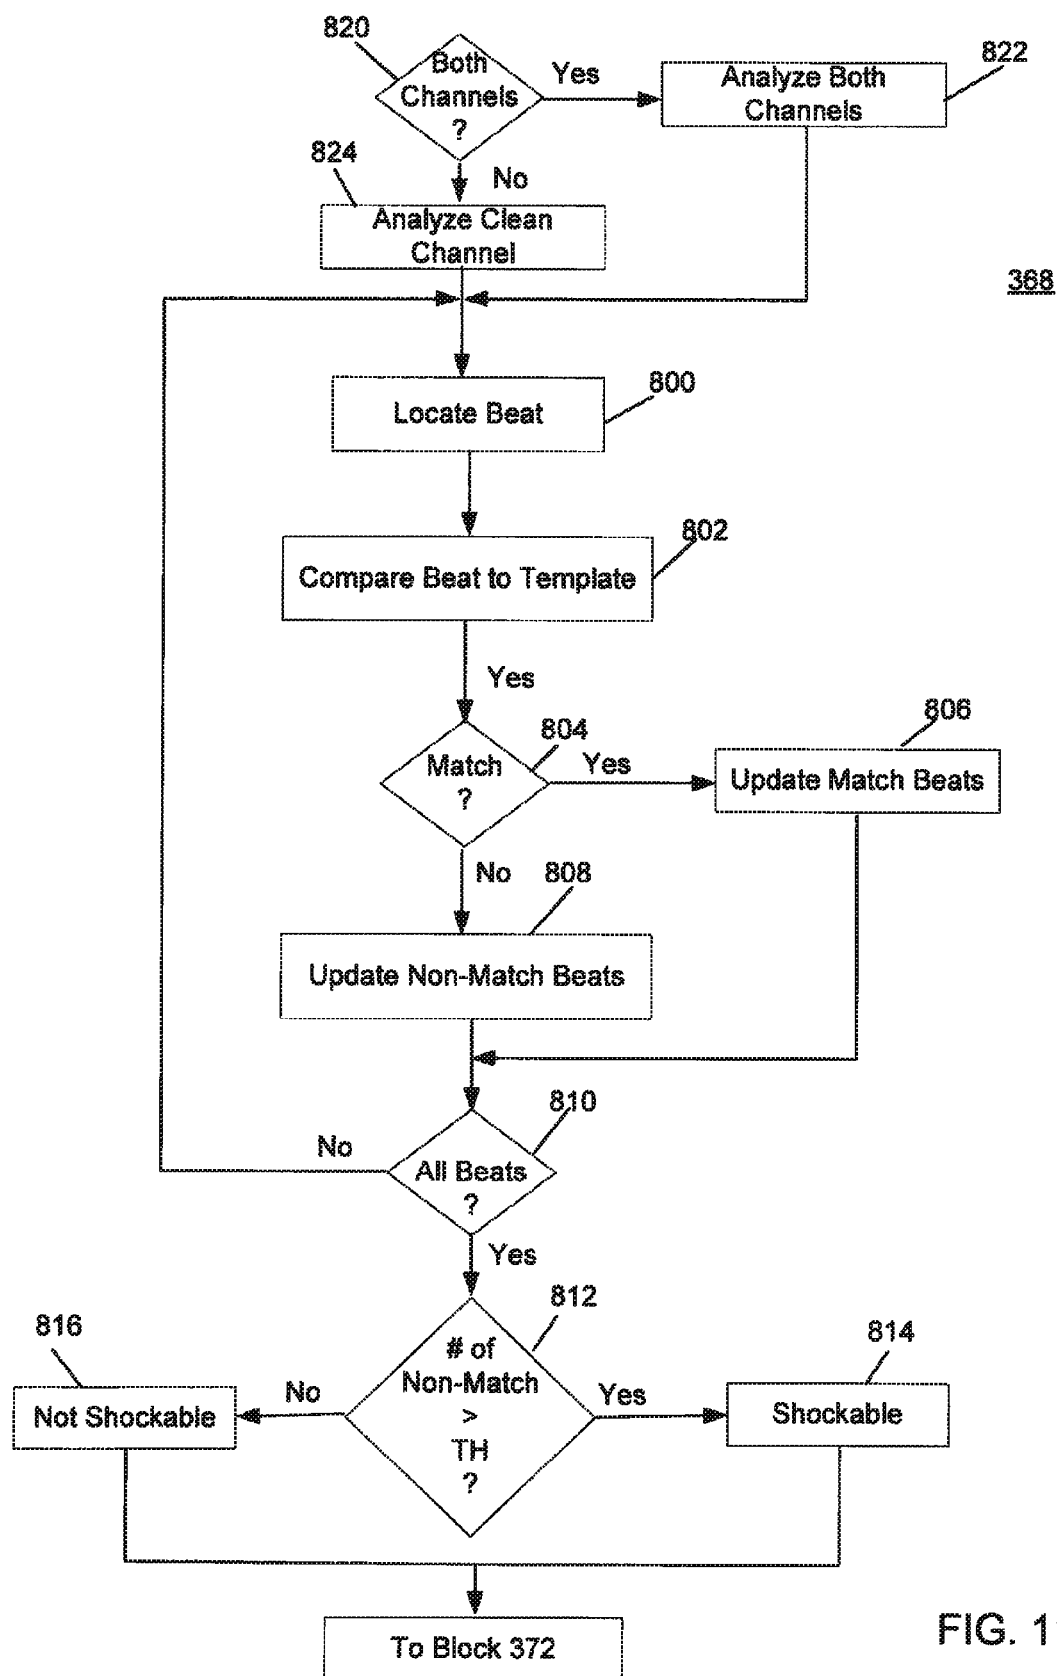 820
Both
Channels
?
Yes
Analyze Both
Channels
822
824
No
Analyze Clean
Channel
368
Locate Beat
800
Compare Beat to Template
802
Yes
Match
?
804
Yes
806
Update Match Beats
No
808
Update Non-Match Beats
810
No
All Beats
?
Yes
812
# of
Non-Match
>
TH
?
816
No
Not Shockable
Yes
814
Shockable
To Block 372
FIG. 1